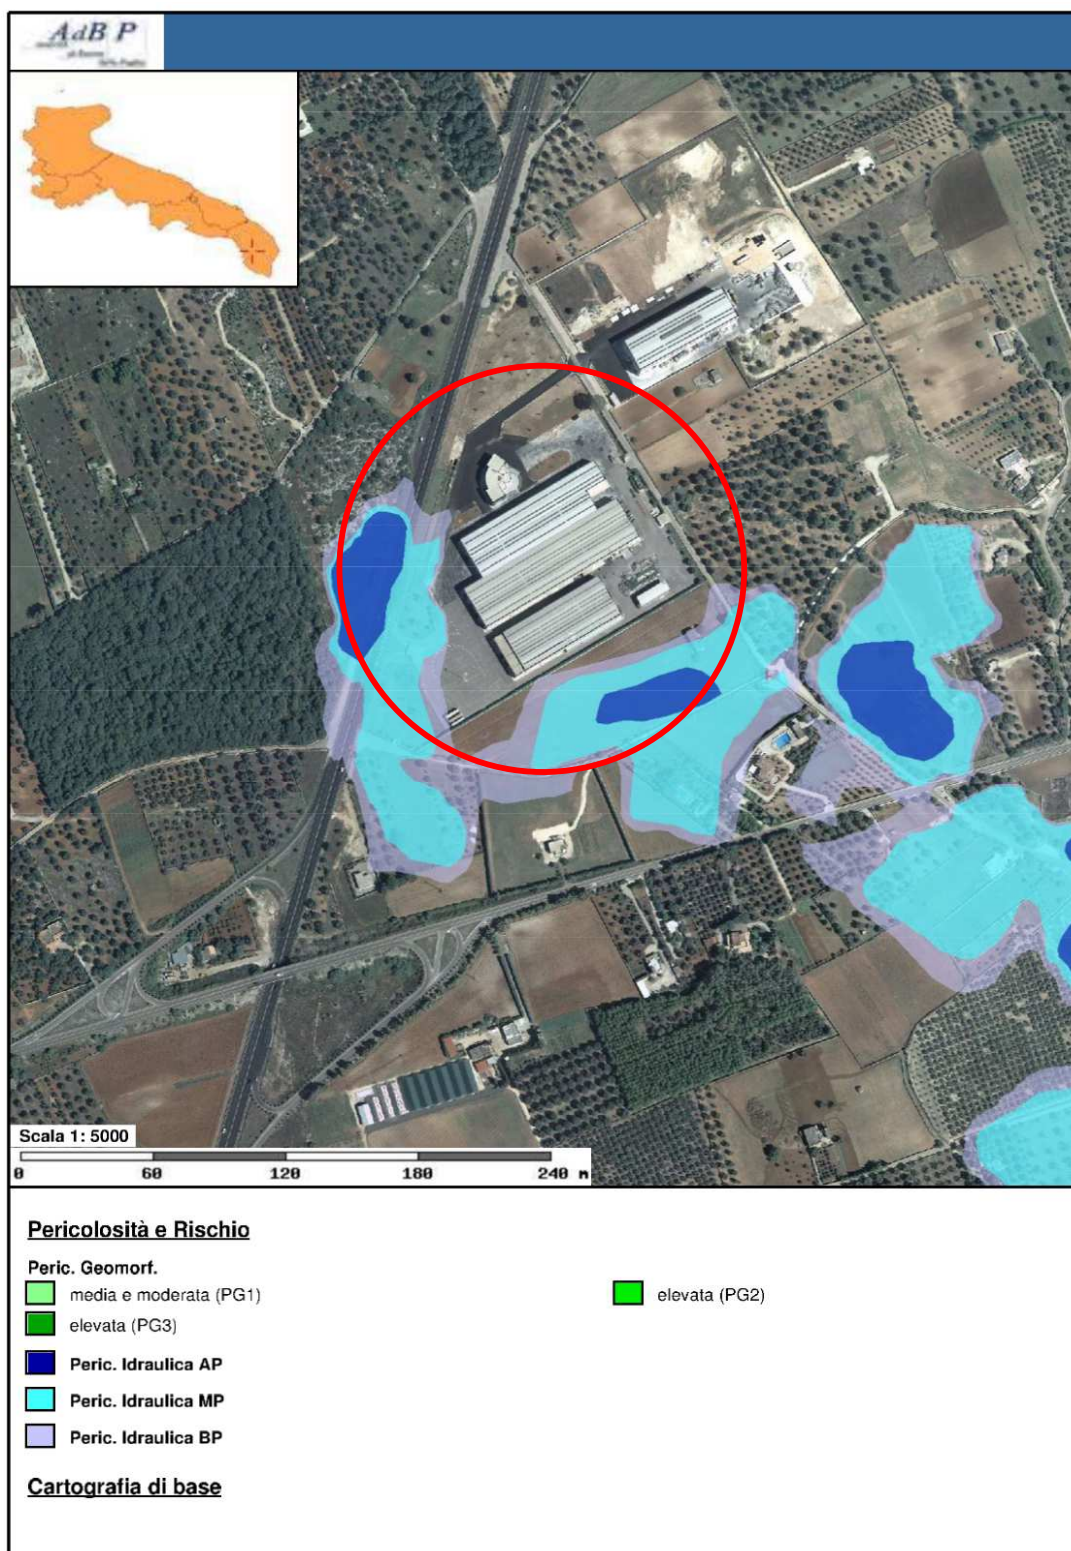 AdB P
Scala 1: 5000
0 60 120 180 240 m
Pericolosità e Rischio
Peric. Geomorf.
media e moderata (PG1)
elevata (PG2)
elevata (PG3)
Peric. Idraulica AP
Peric. Idraulica MP
Peric. Idraulica BP
Cartografia di base